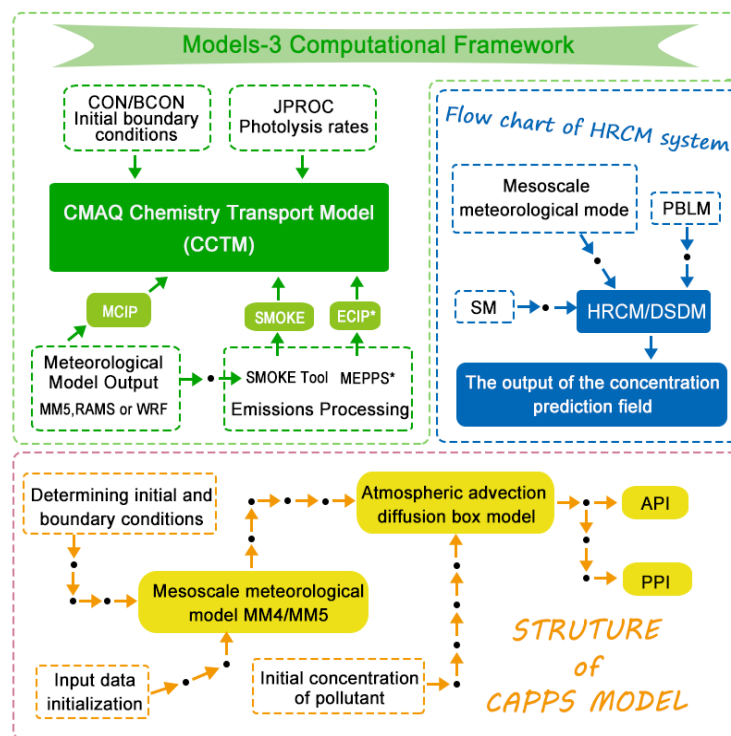 Models-3 Computational Framework
CON/BCON
Initial boundary
conditions
JPROC
Photolysis rates
CMAQ Chemistry Transport Model
(CCTM)
MCIP
SMOKE
ECIP*
Meteorological
Model Output
MM5,RAMS or WRF
SMOKE Tool
MEPPS*
Emissions Processing
Flow chart of HRCM system
Mesoscale
meteorological mode
PBLM
SM
HRCM/DSDM
The output of the concentration
prediction field
Determining initial and
boundary conditions
Mesoscale meteorological
model MM4/MM5
Input data
initialization
Atmospheric advection
diffusion box model
API
PPI
Initial concentration
of pollutant
STRUTURE
of
CAPPS MODEL